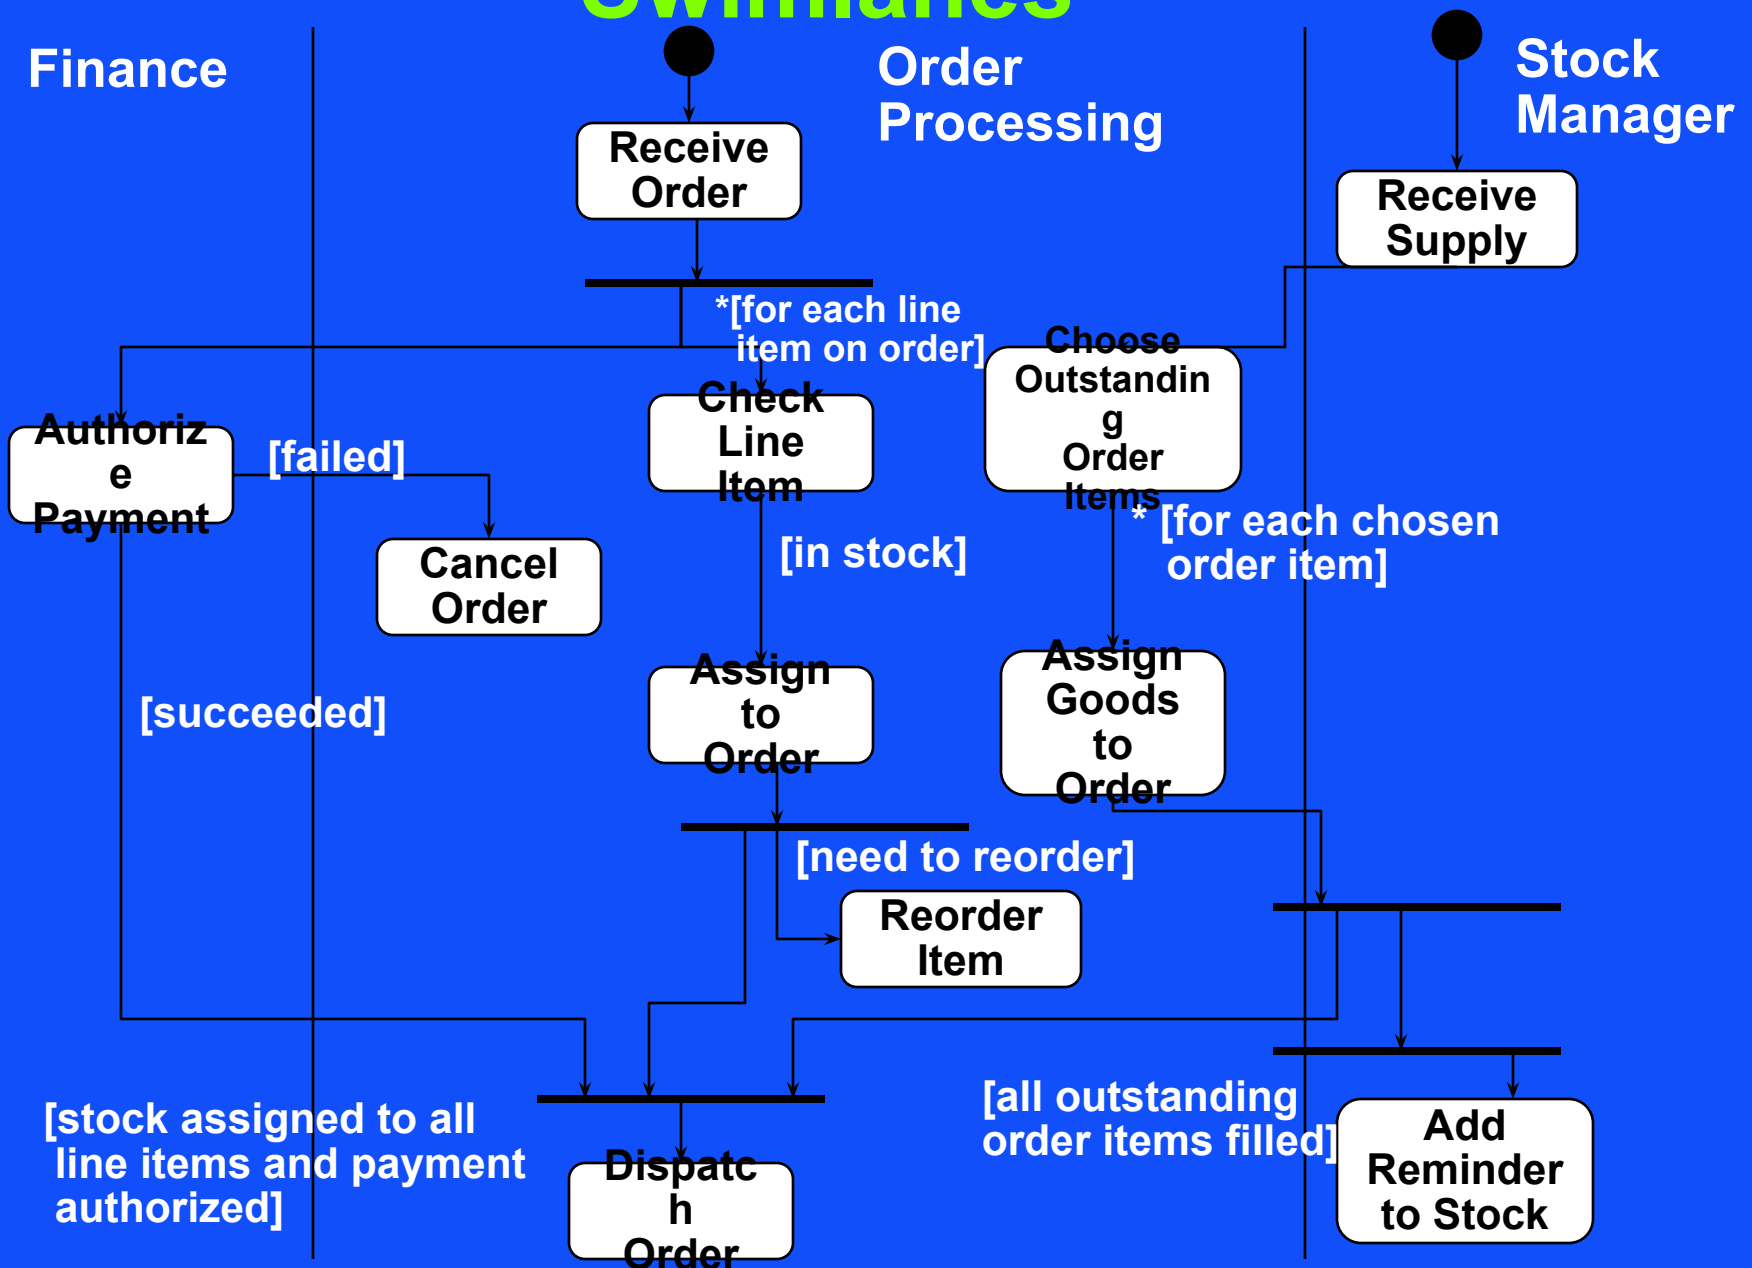 Swimlanes
Finance
Order
Processing
Stock
Manager
Receive
Order
Receive
Supply
*[for each line
item on order]
Choose
Outstandin
g
Order
Items
Check
Line
Item
Authoriz
e
Payment
[failed]
* [for each chosen
order item]
[in stock]
Cancel
Order
Assign
to
Order
Assign
Goods
to
Order
[succeeded]
[need to reorder]
Reorder
Item
[stock assigned to all
line items and payment
authorized]
[all outstanding
order items filled]
Add
Reminder
to Stock
Dispatc
h
Order